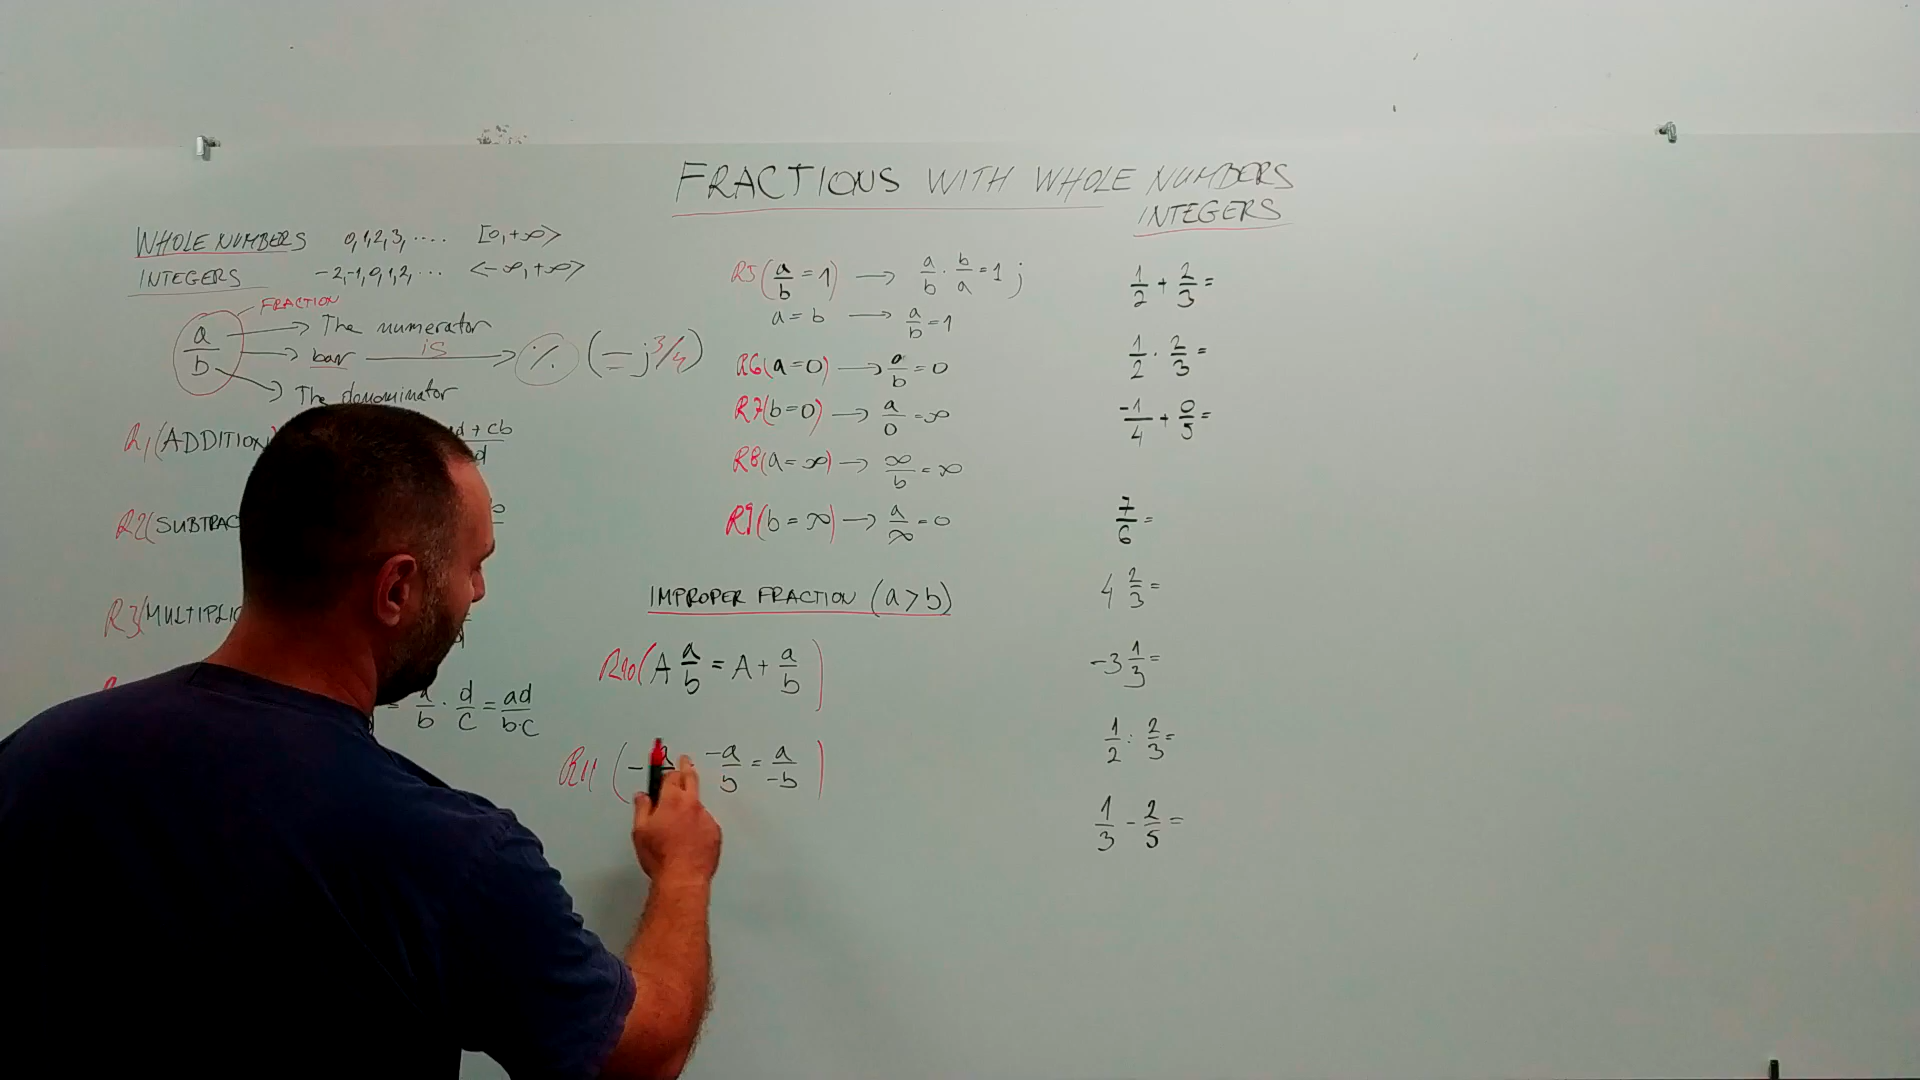 FRACTIONS WITH WHOLE NUMBERS
INTEGERS
WHOLE NUMBERS 0,1,2,3,.... [0,+∞>
INTEGERS -2,-1,0,1,2,... <-∞,+∞>
FRACTION
a/b
The numerator
bar is ·/. (= j 3/4)
The denominator
R1(ADDITION)
d + cb
d
R2(SUBTRAC
R3(MULTIPLIC
= a/b · d/c = ad/b·c
R5(a/b = 1) → a/b · b/a = 1 ;
a = b → a/b = 1
R6(a=0) → a/b = 0
R7(b=0) → a/0 = ∞
R8(a=∞) → ∞/b = ∞
R9(b=∞) → a/∞ = 0
IMPROPER FRACTION (a>b)
R10(A a/b = A + a/b)
R11(- a = -a/b = a/-b)
1/2 + 2/3 =
1/2 · 2/3 =
-1/4 + 0/5 =
7/6 =
4 2/3 =
-3 1/3 =
1/2 : 2/3 =
1/3 - 2/5 =